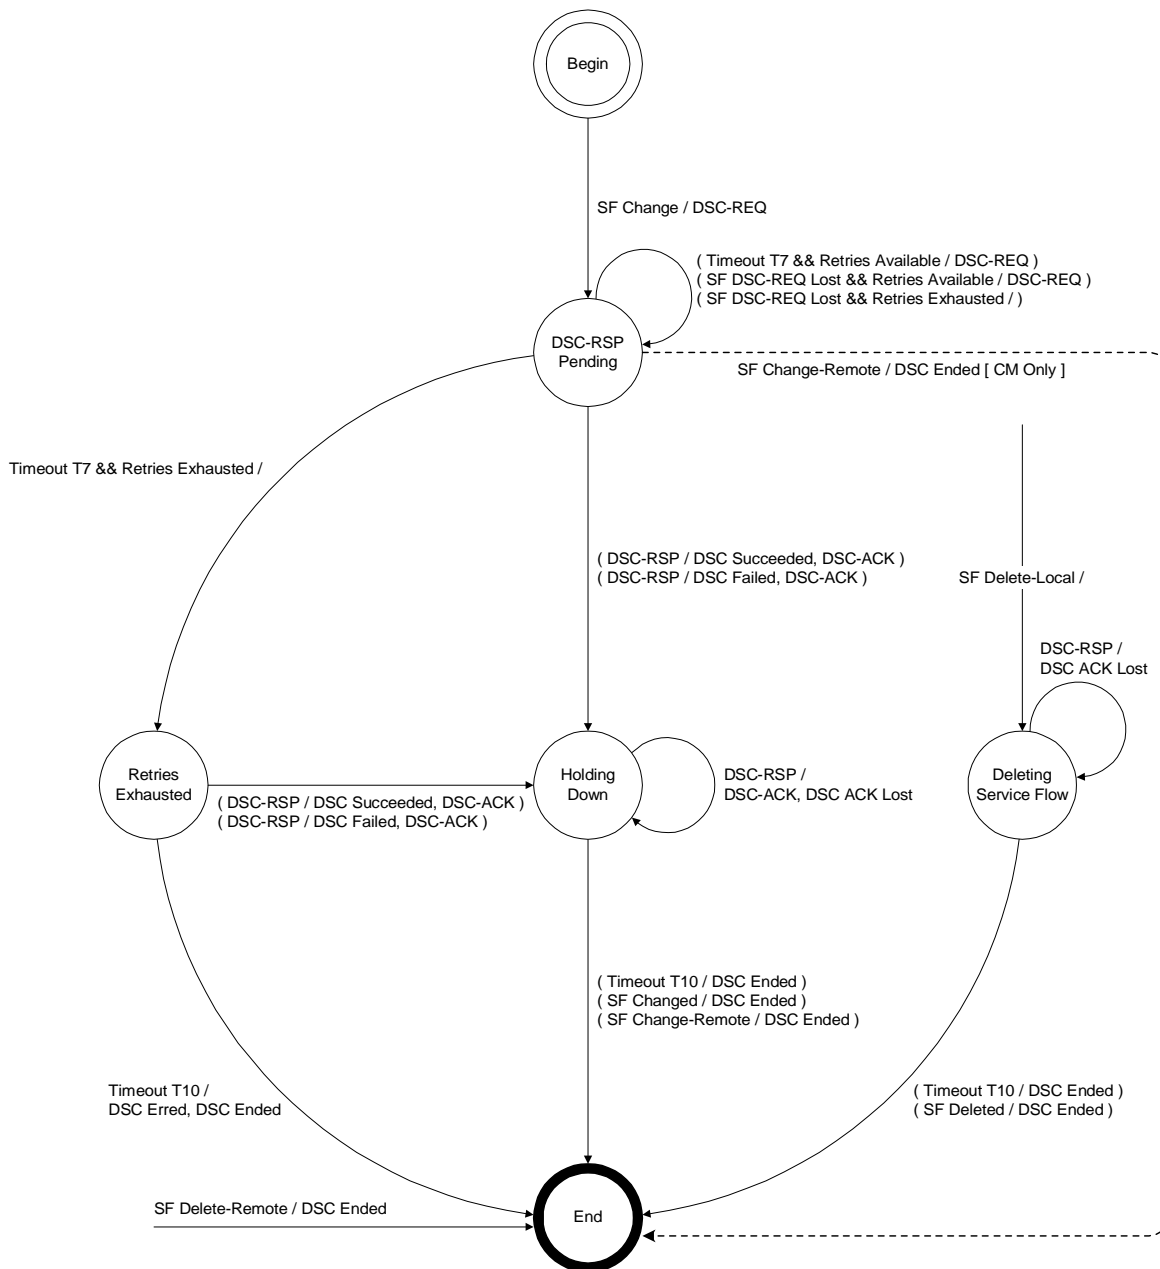 Begin
SF Change / DSC-REQ
( Timeout T7 && Retries Available / DSC-REQ )
( SF DSC-REQ Lost && Retries Available / DSC-REQ )
( SF DSC-REQ Lost && Retries Exhausted / )
DSC-RSP
Pending
SF Change-Remote / DSC Ended [ CM Only ]
Timeout T7 && Retries Exhausted /
( DSC-RSP / DSC Succeeded, DSC-ACK )
( DSC-RSP / DSC Failed, DSC-ACK )
SF Delete-Local /
DSC-RSP /
DSC ACK Lost
Retries
Exhausted
( DSC-RSP / DSC Succeeded, DSC-ACK )
( DSC-RSP / DSC Failed, DSC-ACK )
Holding
Down
DSC-RSP /
DSC-ACK, DSC ACK Lost
Deleting
Service Flow
( Timeout T10 / DSC Ended )
( SF Changed / DSC Ended )
( SF Change-Remote / DSC Ended )
Timeout T10 /
DSC Erred, DSC Ended
( Timeout T10 / DSC Ended )
( SF Deleted / DSC Ended )
SF Delete-Remote / DSC Ended
End